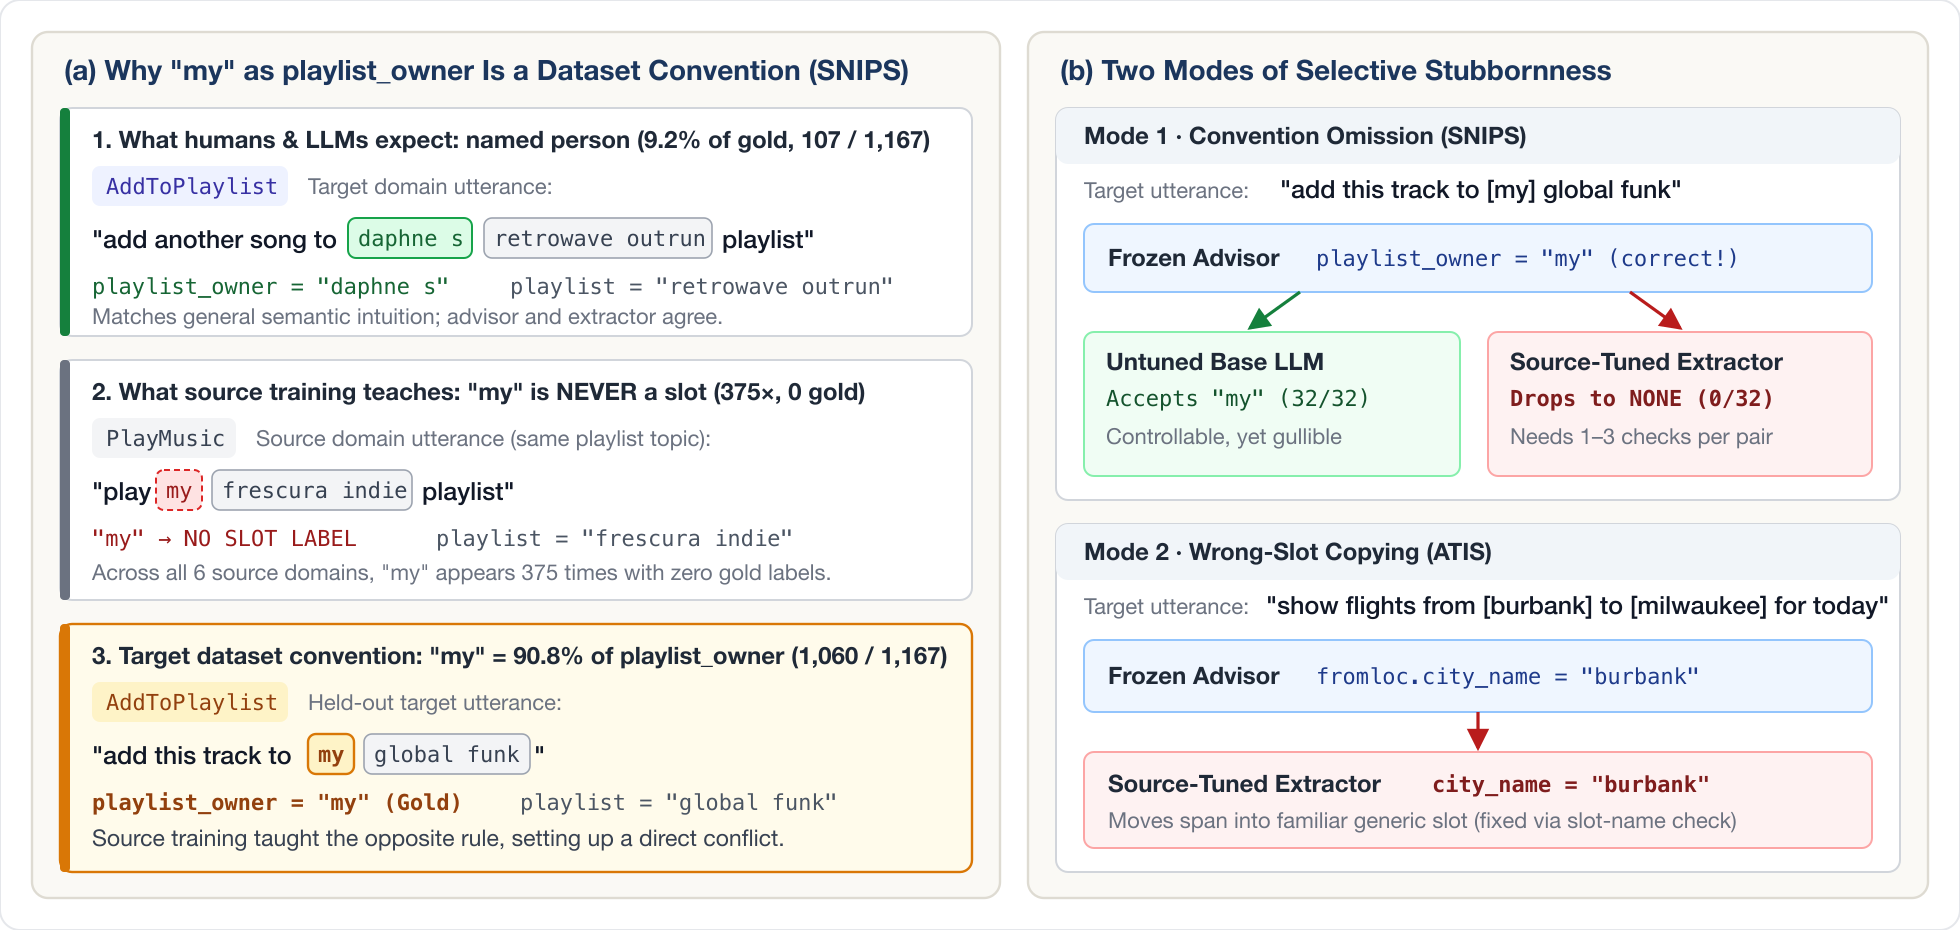 (a) Why "my" as playlist_owner Is a Dataset Convention (SNIPS)
1. What humans & LLMs expect: named person (9.2% of gold, 107 / 1,167)
AddToPlaylist Target domain utterance:
"add another song to daphne s retrowave outrun playlist"
playlist_owner = "daphne s" playlist = "retrowave outrun"
Matches general semantic intuition; advisor and extractor agree.
2. What source training teaches: "my" is NEVER a slot (375×, 0 gold)
PlayMusic Source domain utterance (same playlist topic):
"play my frescura indie playlist"
"my" → NO SLOT LABEL playlist = "frescura indie"
Across all 6 source domains, "my" appears 375 times with zero gold labels.
3. Target dataset convention: "my" = 90.8% of playlist_owner (1,060 / 1,167)
AddToPlaylist Held-out target utterance:
"add this track to my global funk "
playlist_owner = "my" (Gold) playlist = "global funk"
Source training taught the opposite rule, setting up a direct conflict.
(b) Two Modes of Selective Stubbornness
Mode 1 · Convention Omission (SNIPS)
Target utterance: "add this track to [my] global funk"
Frozen Advisor playlist_owner = "my" (correct!)
Untuned Base LLM
Accepts "my" (32/32)
Controllable, yet gullible
Source-Tuned Extractor
Drops to NONE (0/32)
Needs 1–3 checks per pair
Mode 2 · Wrong-Slot Copying (ATIS)
Target utterance: "show flights from [burbank] to [milwaukee] for today"
Frozen Advisor fromloc.city_name = "burbank"
Source-Tuned Extractor city_name = "burbank"
Moves span into familiar generic slot (fixed via slot-name check)